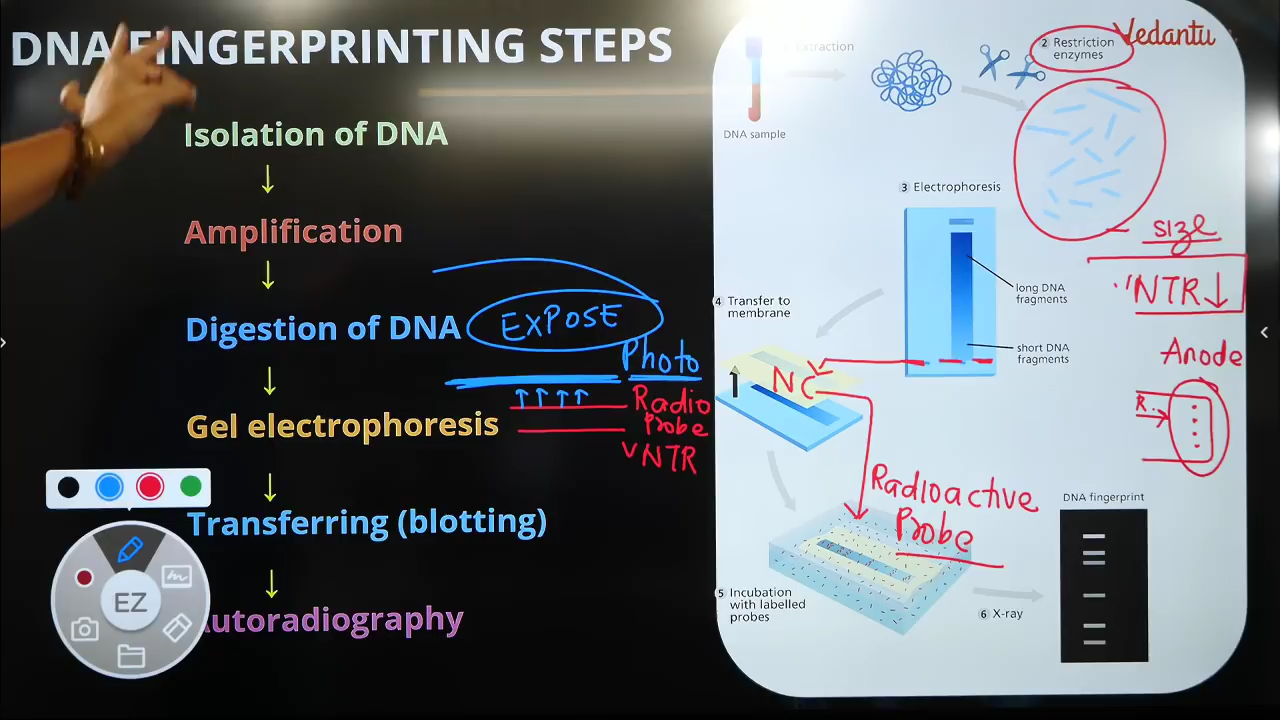 DNA FINGERPRINTING STEPS
Isolation of DNA
↓
Amplification
↓
Digestion of DNA
↓
Gel electrophoresis
↓
Transferring (blotting)
↓
Autoradiography
EXPOSE
Photo
↑↑↑↑ Radio
Probe
VNTR
EZ
Vedantu
1 Extraction
2 Restriction
enzymes
DNA sample
3 Electrophoresis
size
VNTR↓
long DNA
fragments
short DNA
fragments
4 Transfer to
membrane
NC
Anode
R..
Radioactive
Probe
DNA fingerprint
5 Incubation
with labelled
probes
6 X-ray